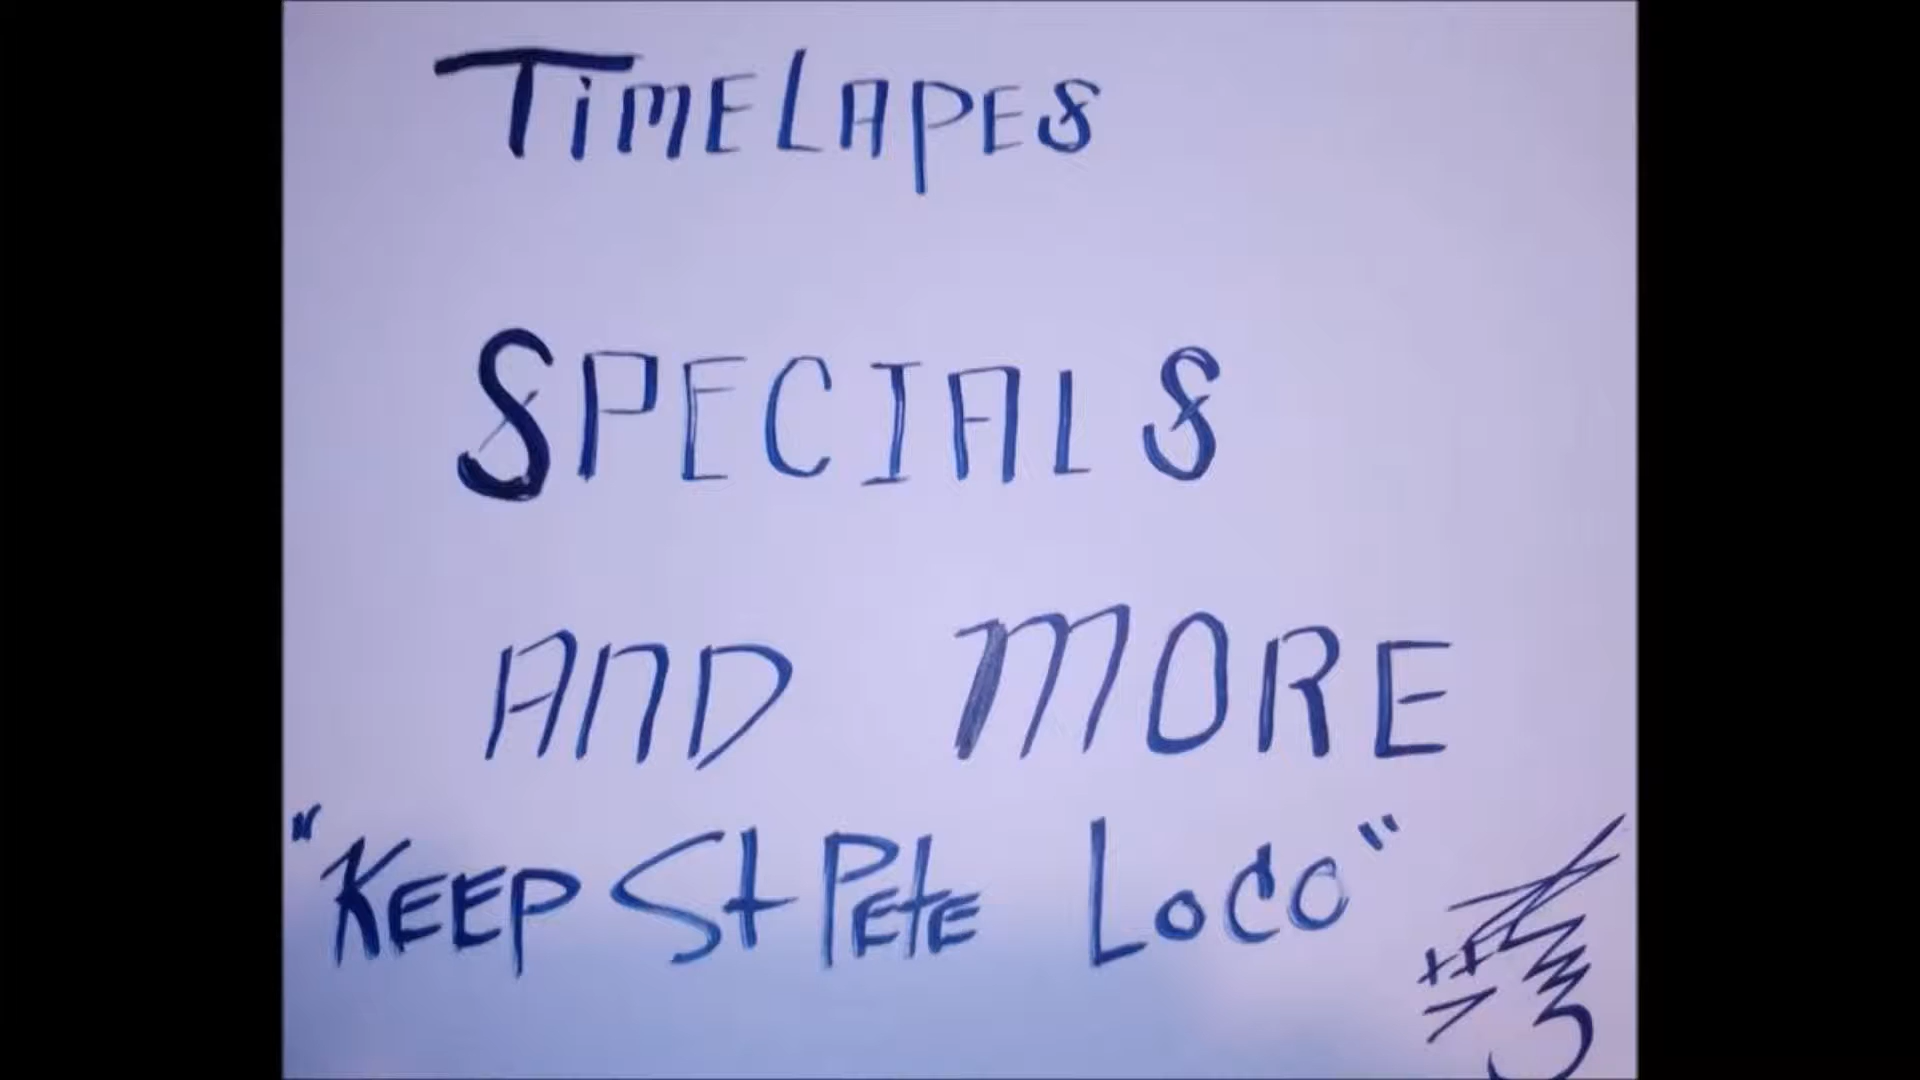 TimELAPES
SPECIALS
AnD mORE
"KEEP St PEtE LoCO"